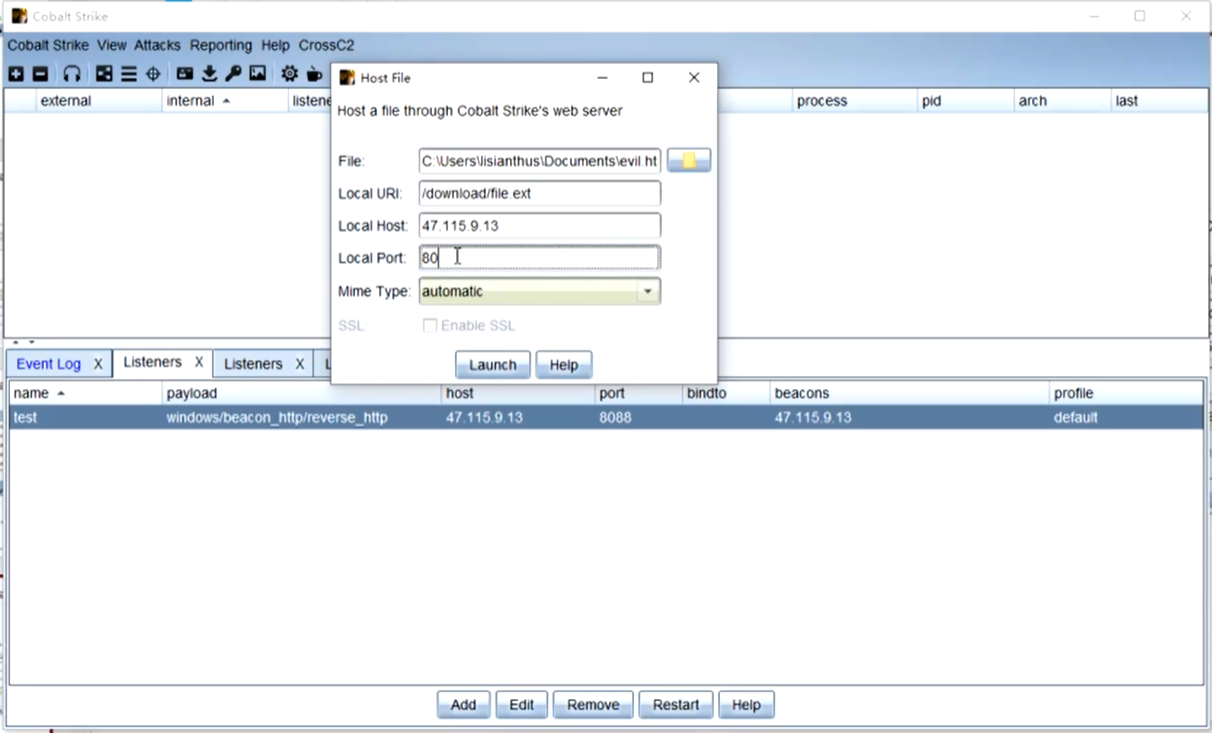 Cobalt Strike
Cobalt Strike View Attacks Reporting Help CrossC2
Host File
external internal listene process pid arch last
Host a file through Cobalt Strike's web server
File: C:\Users\lisianthus\Documents\evil.ht
Local URI: /download/file.ext
Local Host: 47.115.9.13
Local Port: 80
Mime Type: automatic
SSL: Enable SSL
Launch Help
Event Log X Listeners X Listeners X L
name payload host port bindto beacons profile
test windows/beacon_http/reverse_http 47.115.9.13 8088 47.115.9.13 default
Add Edit Remove Restart Help